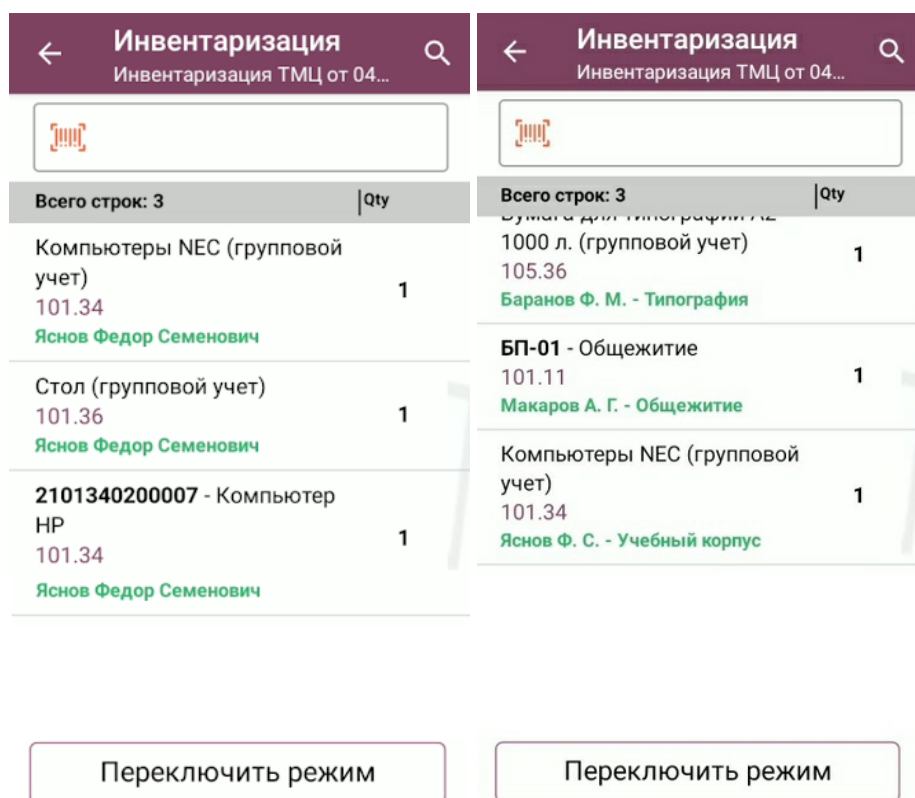 Инвентаризация
Инвентаризация ТМЦ от 04...
Всего строк: 3
Qty
Компьютеры NEC (групповой
учет)
1
101.34
Яснов Федор Семенович
Стол (групповой учет)
101.36
1
Яснов Федор Семенович
2101340200007 - Компьютер
HP
1
101.34
Яснов Федор Семенович
Переключить режим
Инвентаризация
Инвентаризация ТМЦ от 04...
Всего строк: 3
Qty
Бумага для типографии А2
1000 л. (групповой учет)
1
105.36
Баранов Ф. М. - Типография
БП-01 - Общежитие
101.11
1
Макаров А. Г. - Общежитие
Компьютеры NEC (групповой
учет)
1
101.34
Яснов Ф. С. - Учебный корпус
Переключить режим